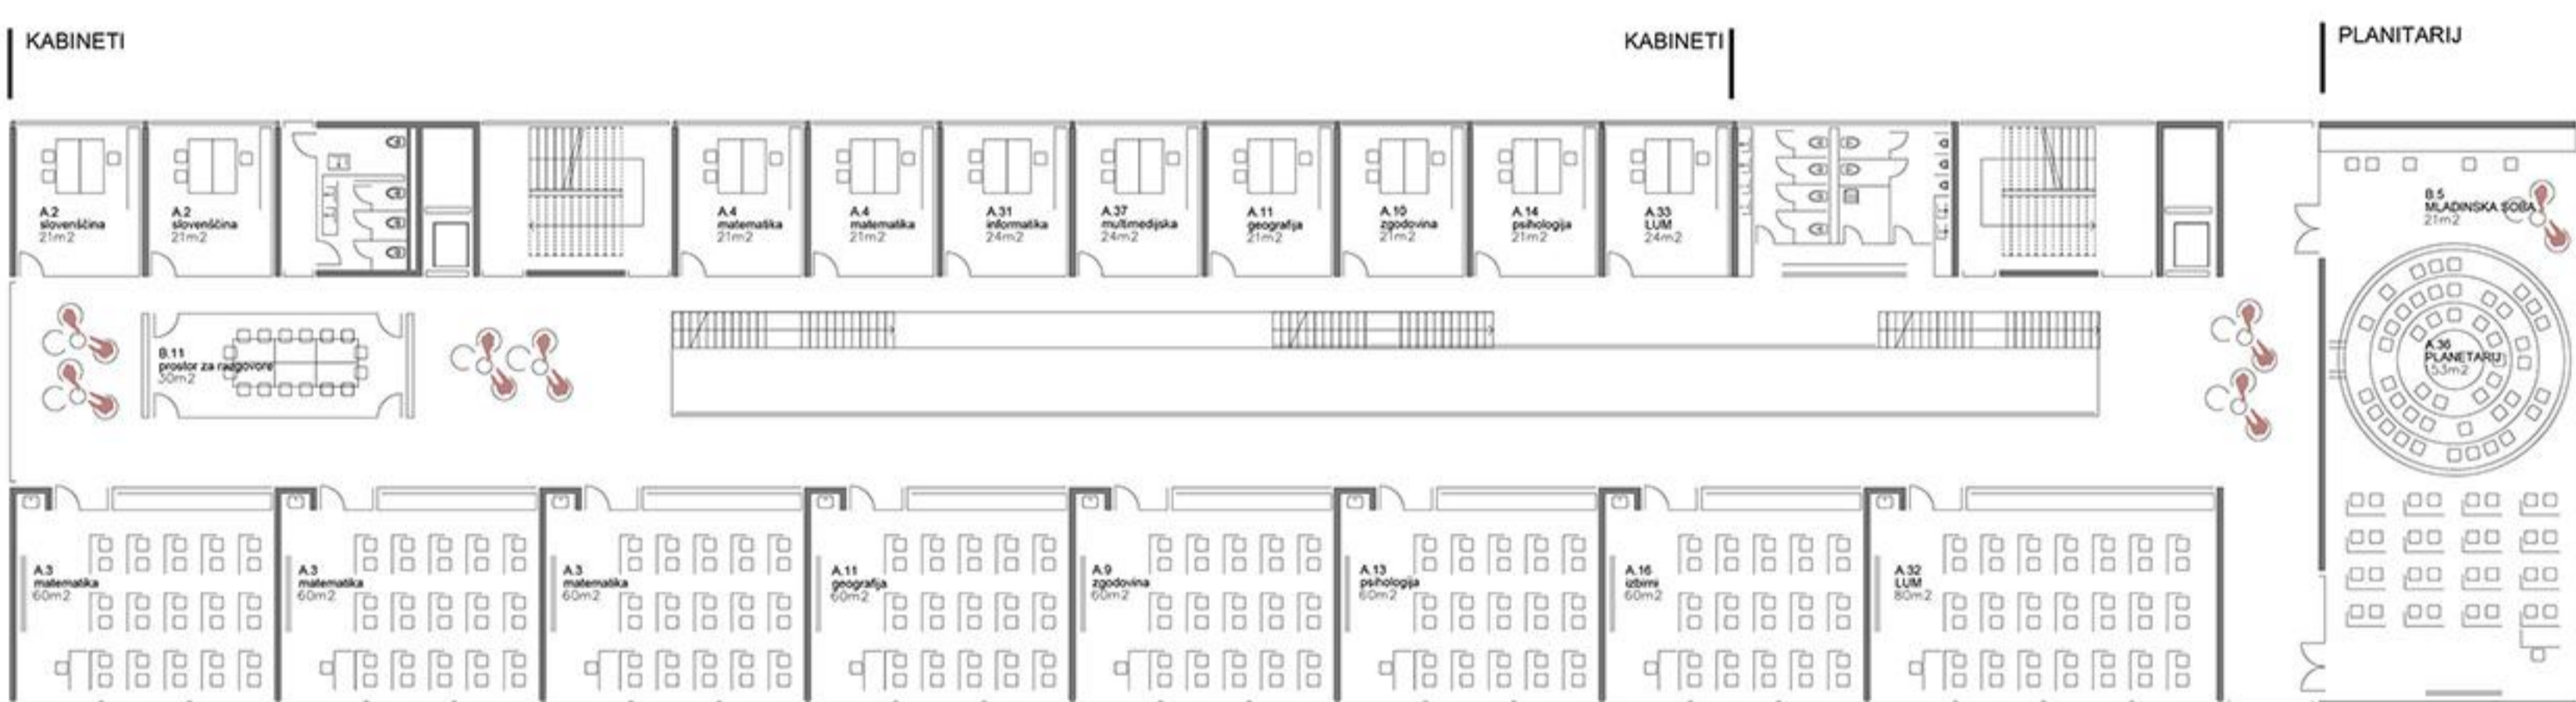 KABINETI
KABINETI
PLANITARIJ
A.2
slovenščina
21m2
A.2
slovenščina
21m2
A.4
matematika
21m2
A.4
matematika
21m2
A.31
informatika
24m2
A.37
multimedijska
24m2
A.11
geografija
21m2
A.10
zgodovina
21m2
A.14
psihologija
21m2
A.33
LUM
24m2
B.5
MLADINSKA SOBA
21m2
B.11
prostor za razgovore
30m2
A.36
PLANETARIJ
153m2
A.3
matematika
60m2
A.3
matematika
60m2
A.3
matematika
60m2
A.11
geografija
60m2
A.9
zgodovina
60m2
A.13
psihologija
60m2
A.16
izbirni
60m2
A.32
LUM
80m2